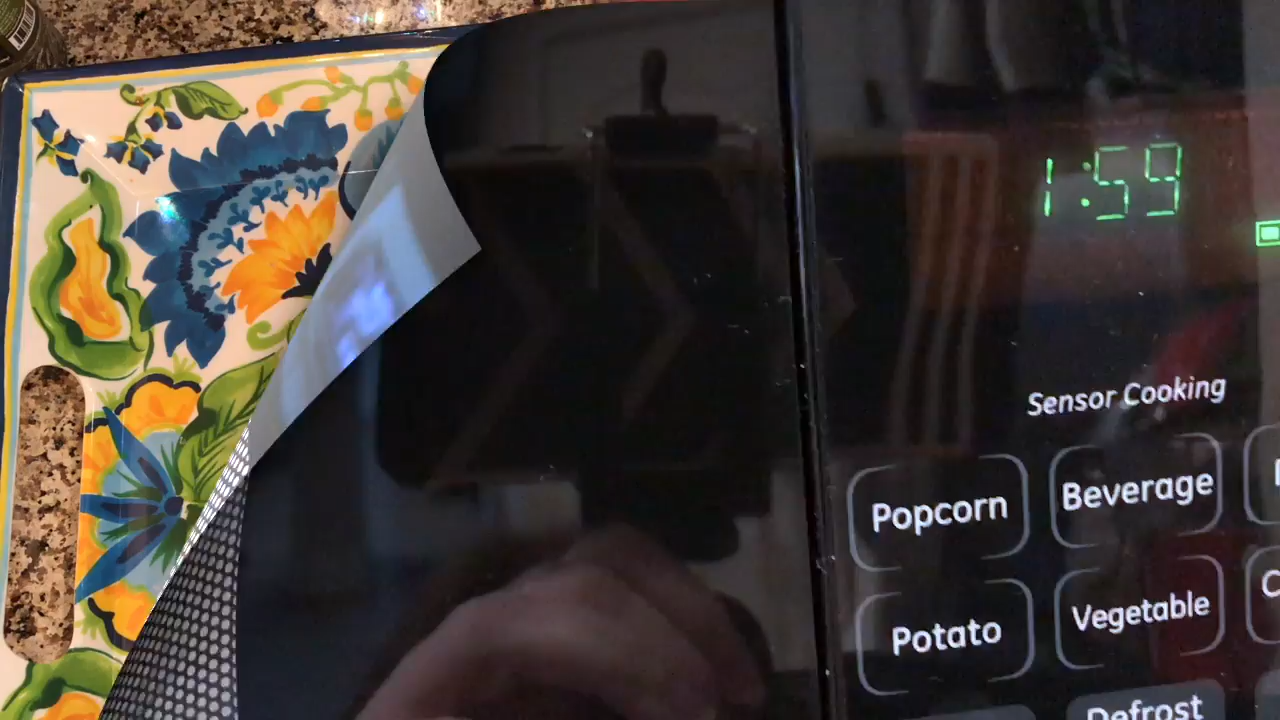 1:59
Sensor Cooking
Popcorn Beverage
Potato Vegetable
Defrost